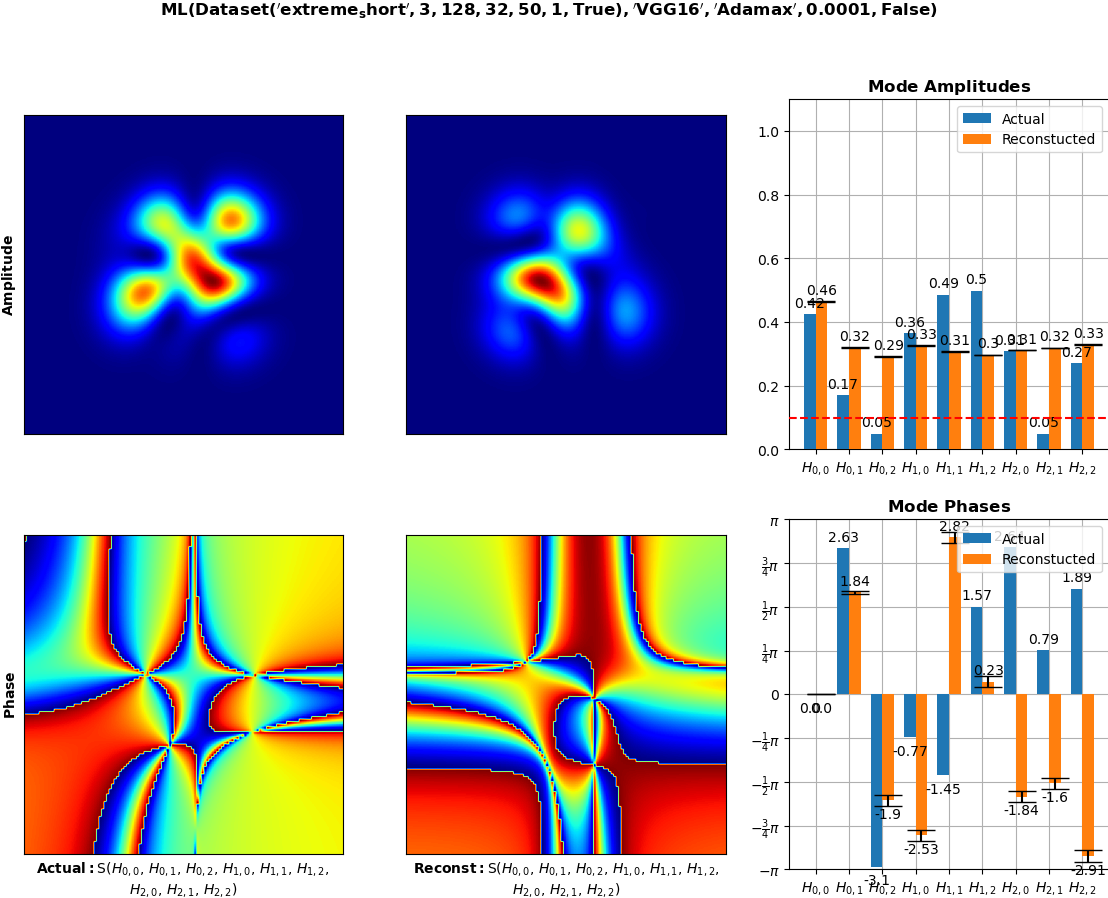 ML(Dataset('extreme_short', 3, 128, 32, 50, 1, True), 'VGG16', 'Adamax', 0.0001, False)
Amplitude
Mode Amplitudes
Actual
Reconstucted
1.0
0.8
0.6
0.4
0.2
0.0
0.42
0.46
0.17
0.32
0.05
0.29
0.36
0.33
0.49
0.31
0.5
0.3
0.31
0.31
0.05
0.32
0.27
0.33
H0,0 H0,1 H0,2 H1,0 H1,1 H1,2 H2,0 H2,1 H2,2
Phase
Actual: S(H0,0, H0,1, H0,2, H1,0, H1,1, H1,2,
H2,0, H2,1, H2,2)
Reconst: S(H0,0, H0,1, H0,2, H1,0, H1,1, H1,2,
H2,0, H2,1, H2,2)
Mode Phases
Actual
Reconstucted
π
3/4π
1/2π
1/4π
0
−1/4π
−1/2π
−3/4π
−π
0.0
0.0
2.63
1.84
-3.1
-1.9
-0.77
-2.53
-1.45
2.82
1.57
0.23
-1.84
0.79
-1.6
1.89
-2.91
H0,0 H0,1 H0,2 H1,0 H1,1 H1,2 H2,0 H2,1 H2,2